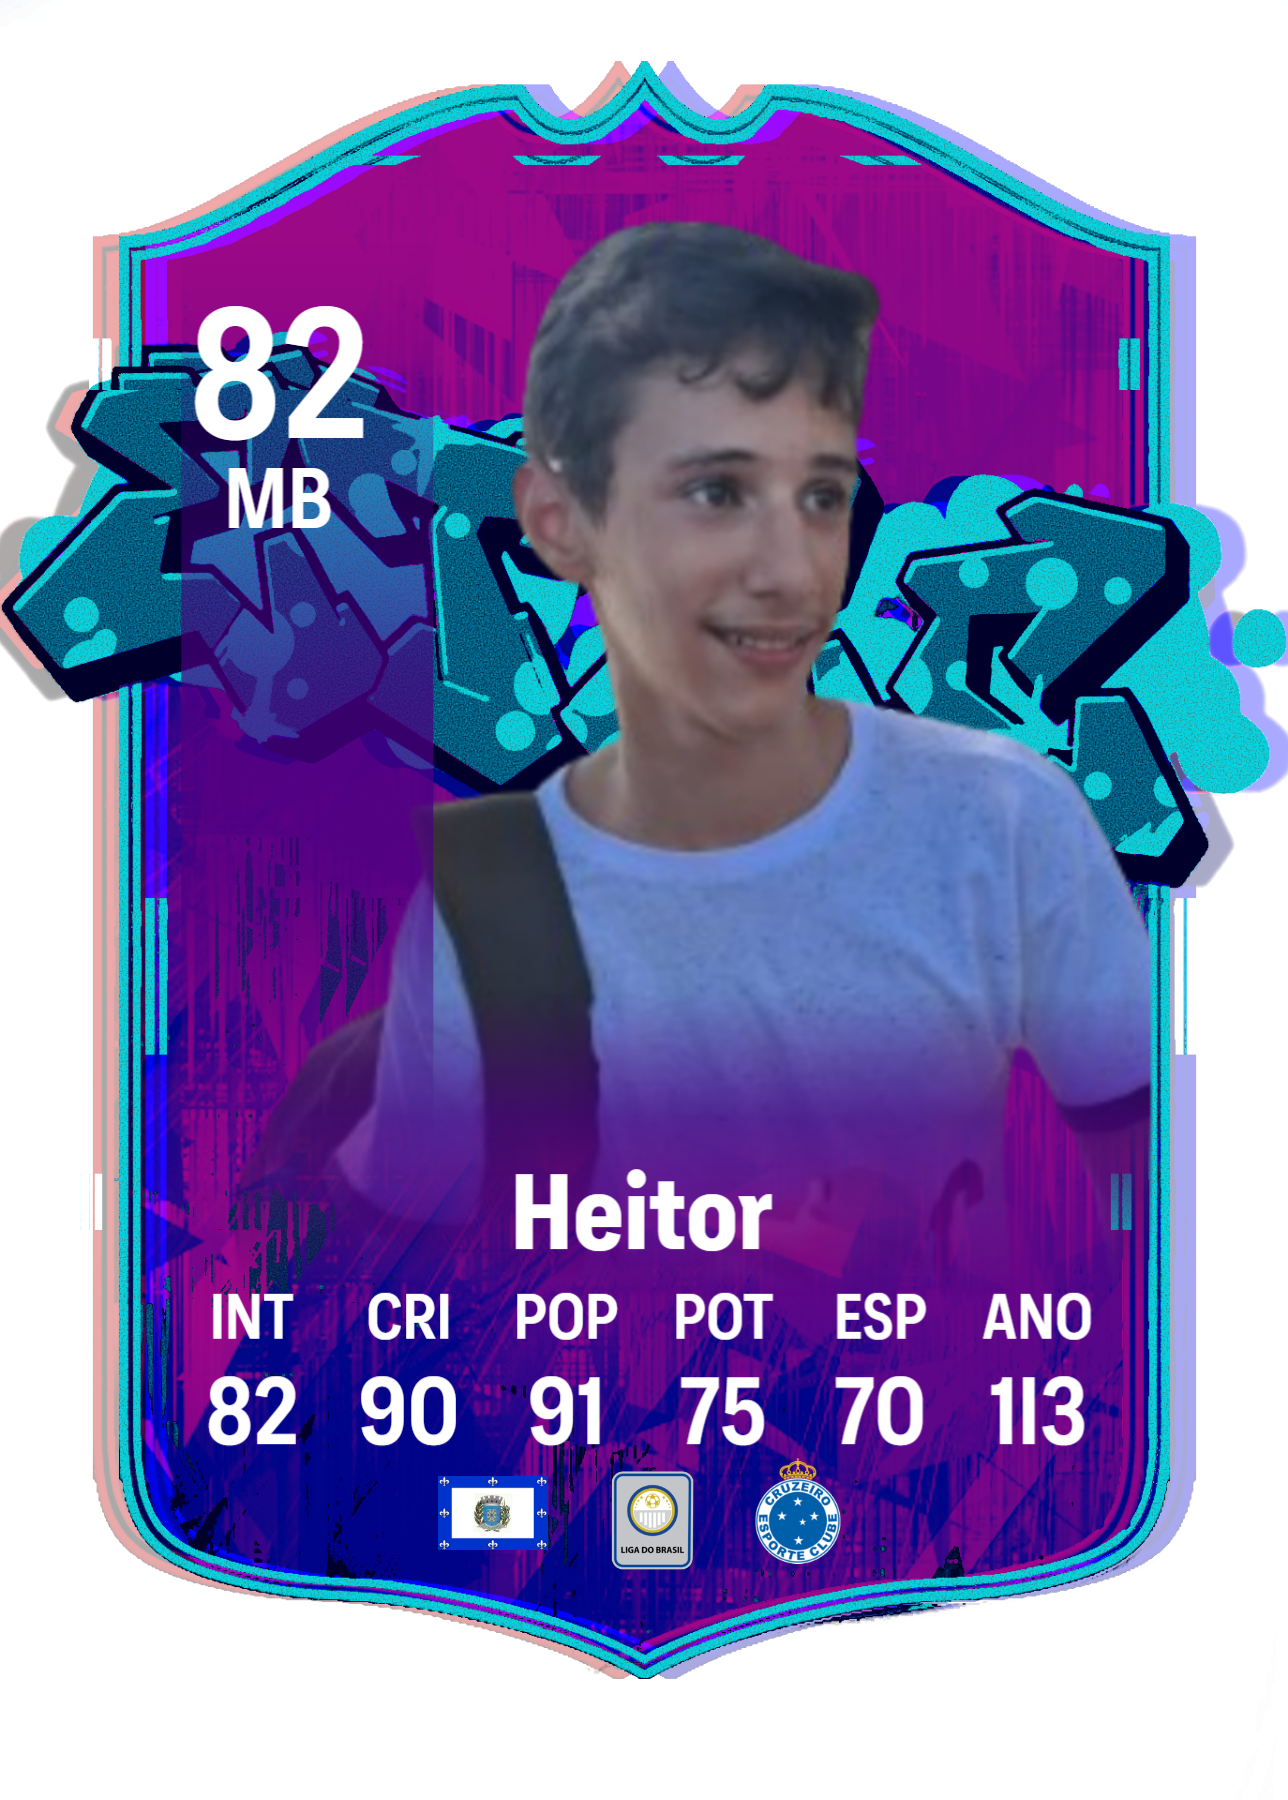 82
MB
Heitor
INT CRI POP POT ESP ANO
82 90 91 75 70 1I3
LIGA DO BRASIL
CRUZEIRO
ESPORTE CLUBE